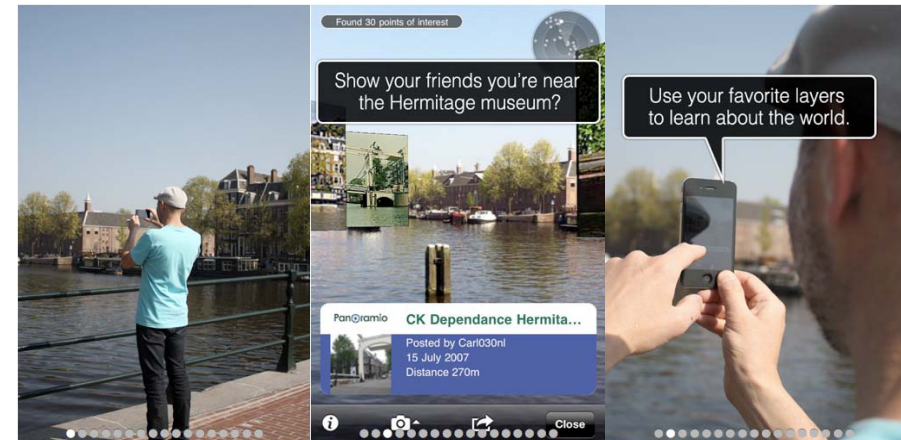 Found 30 points of interest
Show your friends you're near
the Hermitage museum?
Panoramio
CK Dependance Hermita...
Posted by Carl030nl
15 July 2007
Distance 270m
Close
Use your favorite layers
to learn about the world.